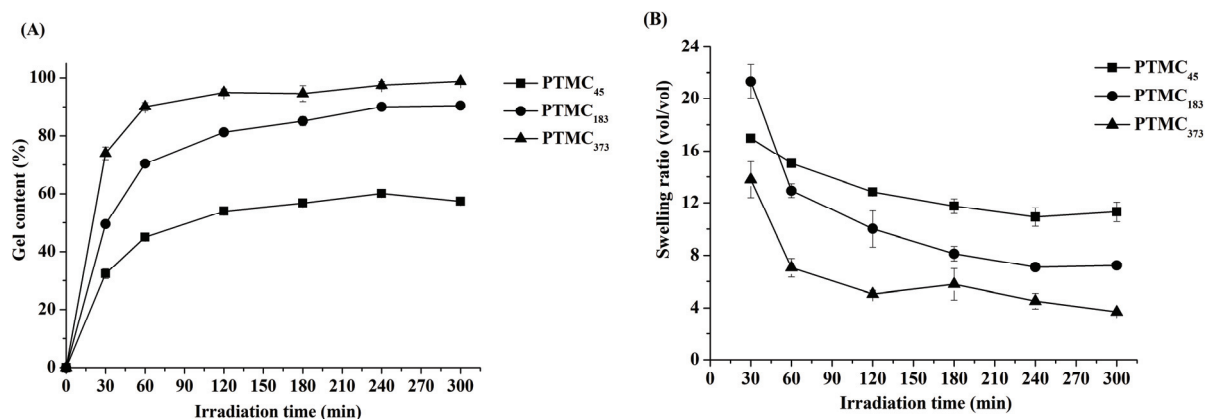 (A)
Gel content (%)
100
80
60
40
20
0
0 30 60 90 120 150 180 210 240 270 300
Irradiation time (min)
PTMC₄₅
PTMC₁₈₃
PTMC₃₇₃
(B)
Swelling ratio (vol/vol)
24
20
16
12
8
4
0
0 30 60 90 120 150 180 210 240 270 300
Irradiation time (min)
PTMC₄₅
PTMC₁₈₃
PTMC₃₇₃